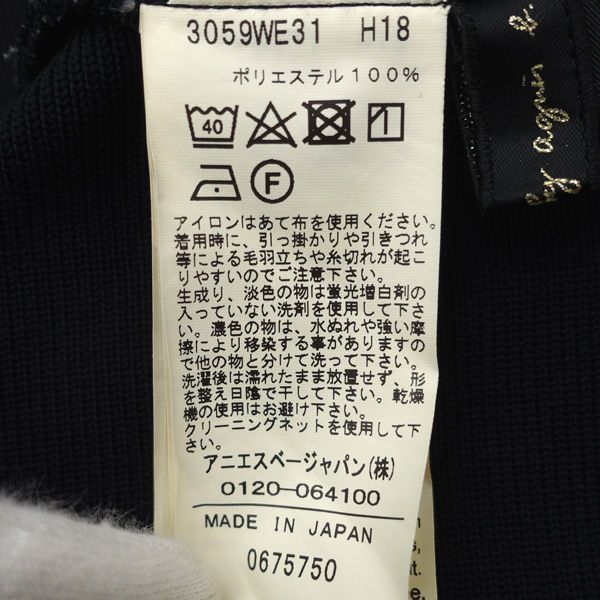 3059WE31 H18
ポリエステル100%
40
F
アイロンはあて布を使用ください。
着用時に、引っ掛かりや引きつれ
等による毛羽立ちや糸切れが起こ
りやすいのでご注意下さい。
生成り、淡色の物は蛍光増白剤の
入っていない洗剤を使用して下さ
い。濃色の物は、水ぬれや強い摩
擦により移染する事がありますの
で他の物と分けて洗って下さい。
洗濯後は濡れたまま放置せず、形
を整え日陰で干して下さい。乾燥
機の使用はお避け下さい。
クリーニングネットを使用して下
さい。
アニエスベージャパン(株)
0120-064100
MADE IN JAPAN
0675750
by agnès b.